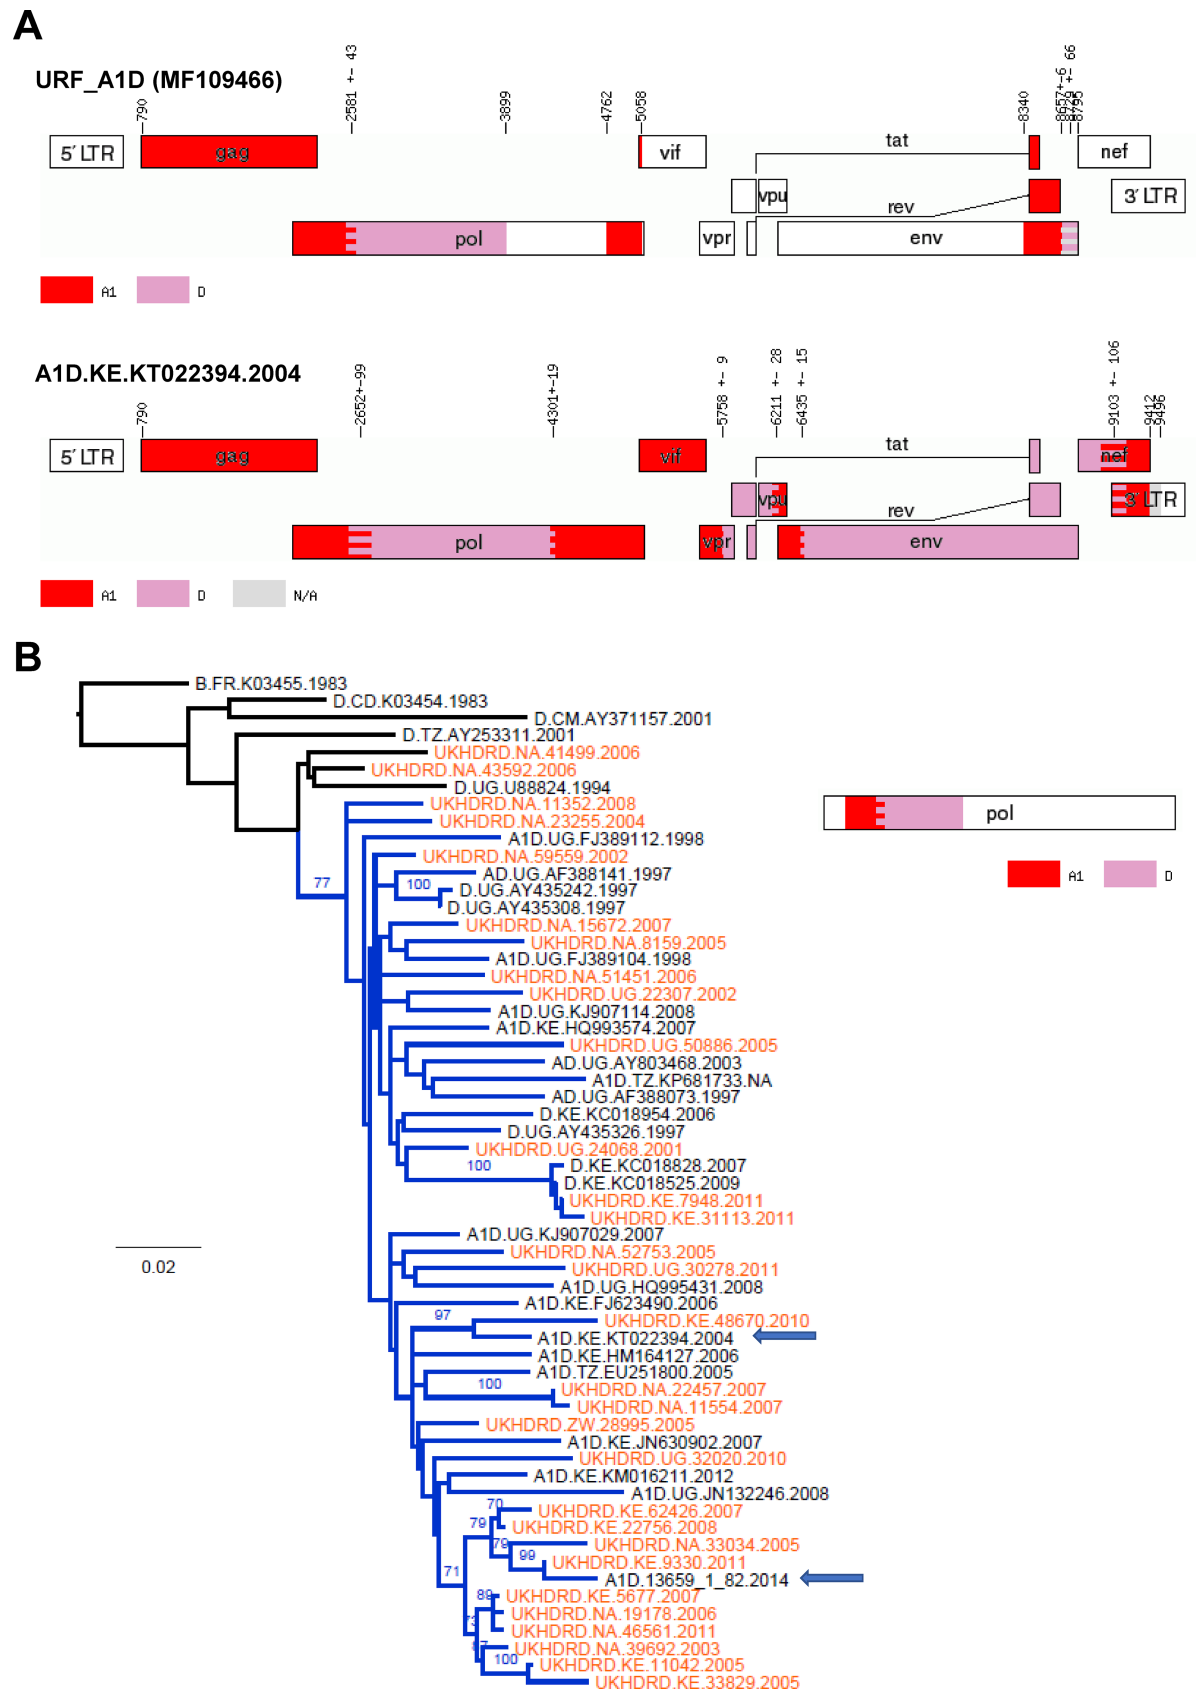 A
URF_A1D (MF109466)
790
2581 +- 43
3899
4762
5058
8340
8657+-6
8729 +- 66
8795
5′ LTR
gag
vif
tat
nef
vpu
rev
3′ LTR
pol
vpr
env
A1
D
A1D.KE.KT022394.2004
790
2652+-99
4301+-19
5758 +- 9
6211 +- 28
6435 +- 15
9103 +- 106
9412
9496
5′ LTR
gag
vif
tat
nef
vpu
rev
3′ LTR
pol
vpr
env
A1
D
N/A
B
B.FR.K03455.1983
D.CD.K03454.1983
D.CM.AY371157.2001
D.TZ.AY253311.2001
UKHDRD.NA.41499.2006
UKHDRD.NA.43592.2006
D.UG.U88824.1994
UKHDRD.NA.11352.2008
UKHDRD.NA.23255.2004
pol
A1D.UG.FJ389112.1998
UKHDRD.NA.59559.2002
A1
D
AD.UG.AF388141.1997
77
100
D.UG.AY435242.1997
D.UG.AY435308.1997
UKHDRD.NA.15672.2007
UKHDRD.NA.8159.2005
A1D.UG.FJ389104.1998
UKHDRD.NA.51451.2006
UKHDRD.UG.22307.2002
A1D.UG.KJ907114.2008
A1D.KE.HQ993574.2007
UKHDRD.UG.50886.2005
AD.UG.AY803468.2003
A1D.TZ.KP681733.NA
AD.UG.AF388073.1997
D.KE.KC018954.2006
D.UG.AY435326.1997
UKHDRD.UG.24068.2001
100
D.KE.KC018828.2007
D.KE.KC018525.2009
UKHDRD.KE.7948.2011
UKHDRD.KE.31113.2011
A1D.UG.KJ907029.2007
UKHDRD.NA.52753.2005
0.02
UKHDRD.UG.30278.2011
A1D.UG.HQ995431.2008
A1D.KE.FJ623490.2006
97
UKHDRD.KE.48670.2010
A1D.KE.KT022394.2004
A1D.KE.HM164127.2006
A1D.TZ.EU251800.2005
100
UKHDRD.NA.22457.2007
UKHDRD.NA.11554.2007
UKHDRD.ZW.28995.2005
A1D.KE.JN630902.2007
UKHDRD.UG.32020.2010
A1D.KE.KM016211.2012
A1D.UG.JN132246.2008
70
UKHDRD.KE.62426.2007
79
UKHDRD.KE.22756.2008
79
UKHDRD.NA.33034.2005
99
UKHDRD.KE.9330.2011
71
A1D.13659_1_82.2014
89
UKHDRD.KE.5677.2007
UKHDRD.NA.19178.2006
73
UKHDRD.NA.46561.2011
87
UKHDRD.NA.39692.2003
100
UKHDRD.KE.11042.2005
UKHDRD.KE.33829.2005